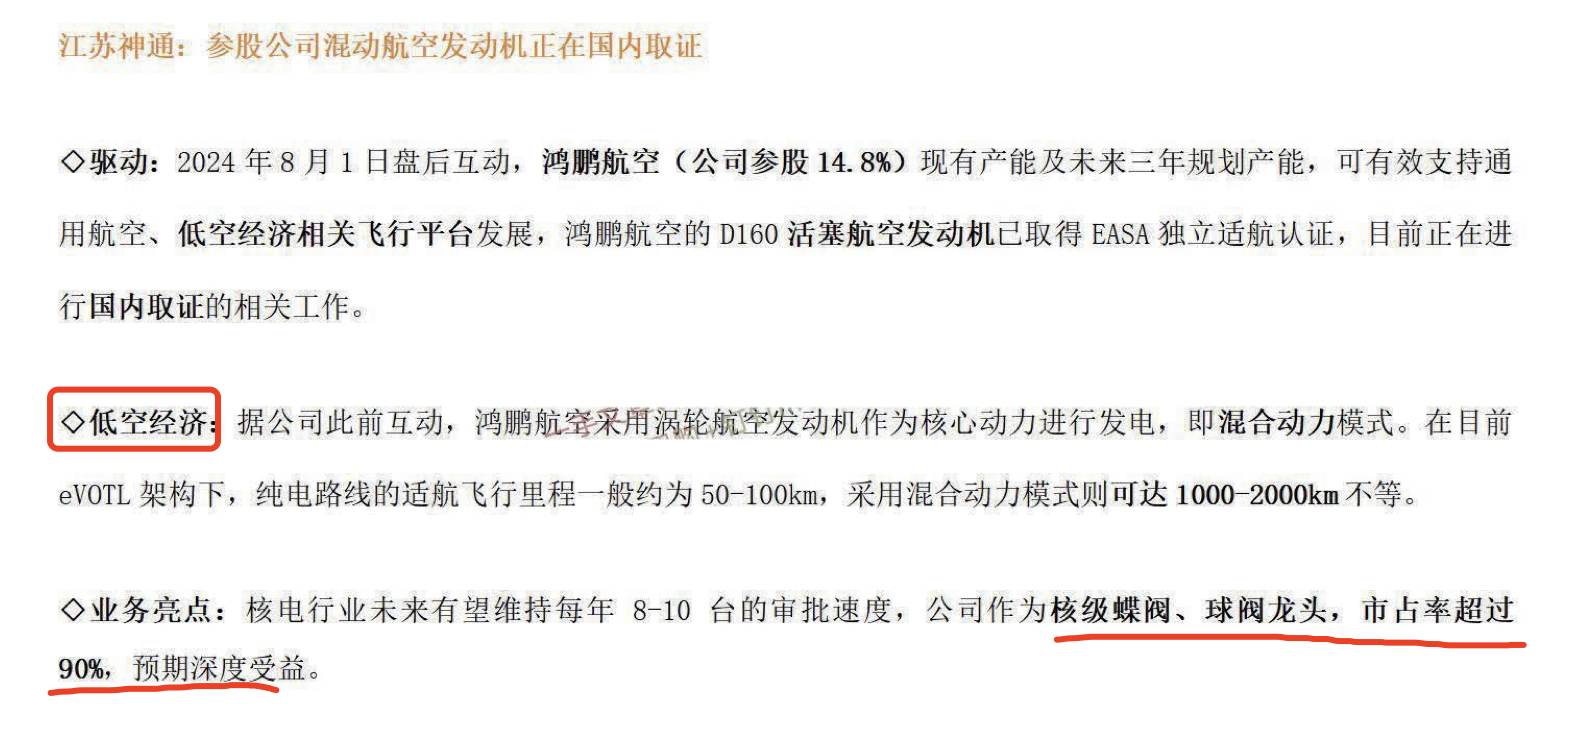 江苏神通：参股公司混动航空发动机正在国内取证
◇驱动：2024 年 8 月 1 日盘后互动，鸿鹏航空（公司参股 14.8%）现有产能及未来三年规划产能，可有效支持通
用航空、低空经济相关飞行平台发展，鸿鹏航空的 D160 活塞航空发动机已取得 EASA 独立适航认证，目前正在进
行国内取证的相关工作。
◇低空经济：据公司此前互动，鸿鹏航空采用涡轮航空发动机作为核心动力进行发电，即混合动力模式。在目前
eVOTL 架构下，纯电路线的适航飞行里程一般约为 50-100km，采用混合动力模式则可达 1000-2000km 不等。
◇业务亮点：核电行业未来有望维持每年 8-10 台的审批速度，公司作为核级蝶阀、球阀龙头，市占率超过
90%，预期深度受益。